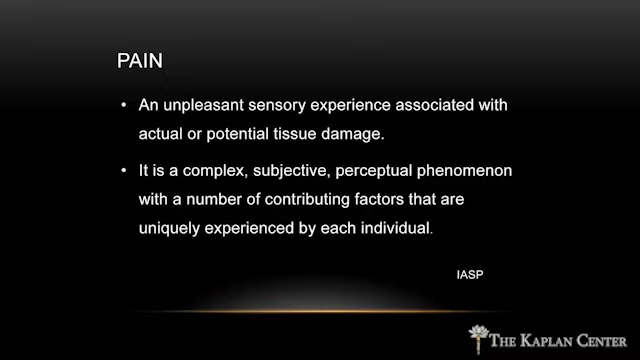 PAIN
• An unpleasant sensory experience associated with
actual or potential tissue damage.
• It is a complex, subjective, perceptual phenomenon
with a number of contributing factors that are
uniquely experienced by each individual.
IASP
THE KAPLAN CENTER